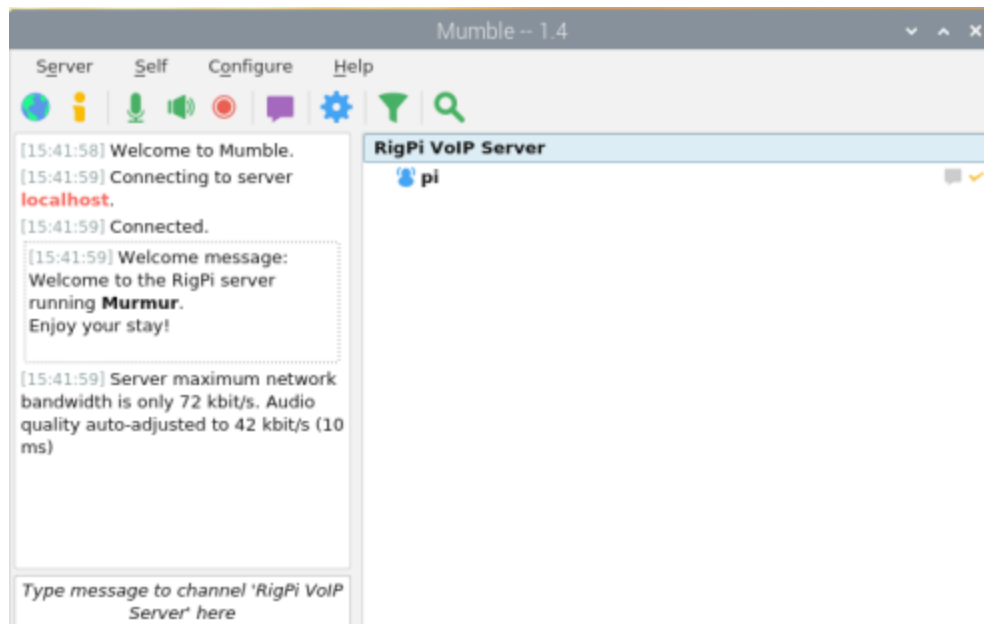 Mumble -- 1.4
Server Self Configure Help
[15:41:58] Welcome to Mumble.
[15:41:59] Connecting to server
localhost.
[15:41:59] Connected.
[15:41:59] Welcome message:
Welcome to the RigPi server
running Murmur.
Enjoy your stay!
[15:41:59] Server maximum network
bandwidth is only 72 kbit/s. Audio
quality auto-adjusted to 42 kbit/s (10
ms)
Type message to channel 'RigPi VoIP
Server' here
RigPi VoIP Server
pi